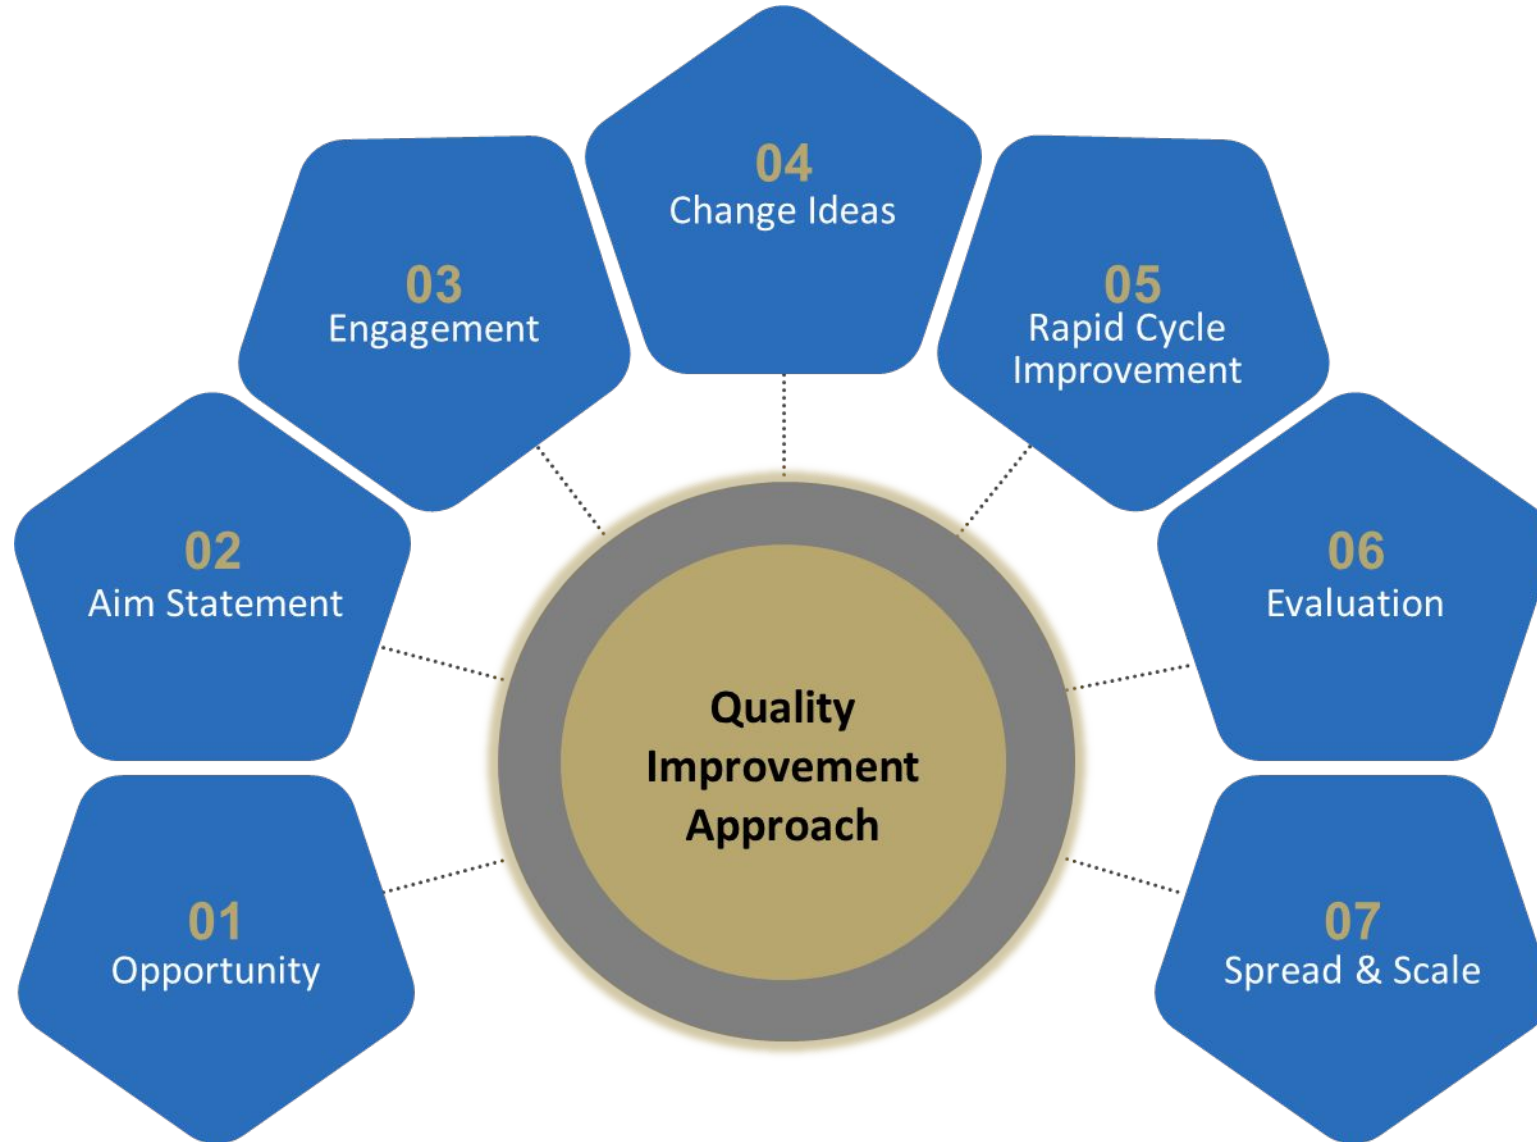 01
Opportunity
02
Aim Statement
03
Engagement
04
Change Ideas
05
Rapid Cycle
Improvement
06
Evaluation
07
Spread & Scale
Quality
Improvement
Approach